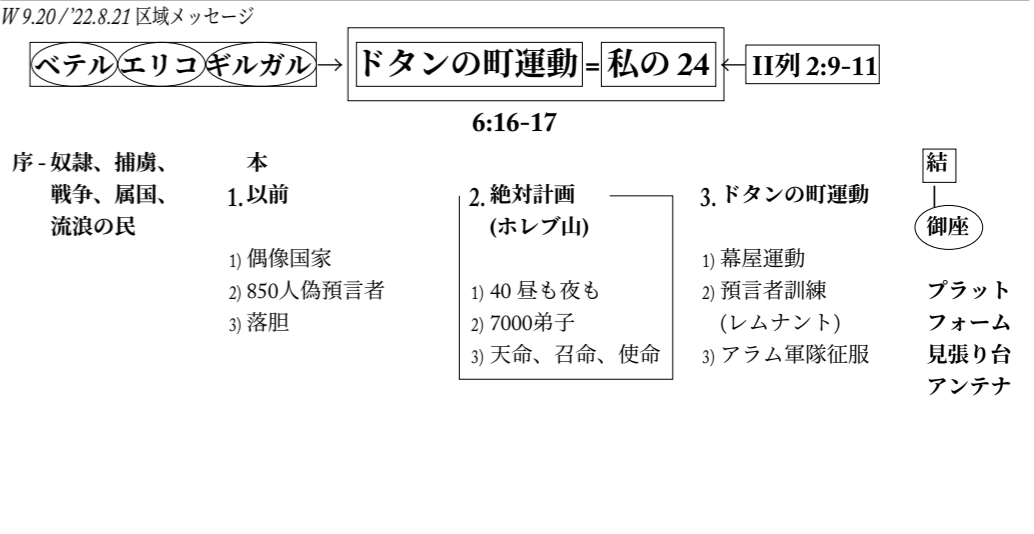 W 9.20 / ’22.8.21 区域メッセージ
ベテル エリコ ギルガル → ドタンの町運動 = 私の 24 ← II列 2:9-11
6:16-17
序 - 奴隷、捕虜、
戦争、属国、
流浪の民
本
1. 以前
1) 偶像国家
2) 850人偽預言者
3) 落胆
2. 絶対計画
(ホレブ山)
1) 40 昼も夜も
2) 7000弟子
3) 天命、召命、使命
3. ドタンの町運動
1) 幕屋運動
2) 預言者訓練
(レムナント)
3) アラム軍隊征服
結
御座
プラット
フォーム
見張り台
アンテナ